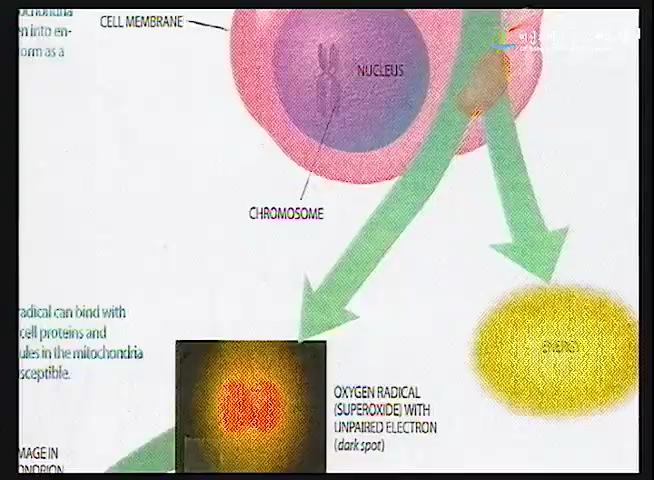 ochondria
en into en-
orm as a
CELL MEMBRANE
NUCLEUS
CHROMOSOME
radical can bind with
cell proteins and
ules in the mitochondria
sceptible.
ENERGY
OXYGEN RADICAL
(SUPEROXIDE) WITH
UNPAIRED ELECTRON
(dark spot)
MAGE IN
ONDRION